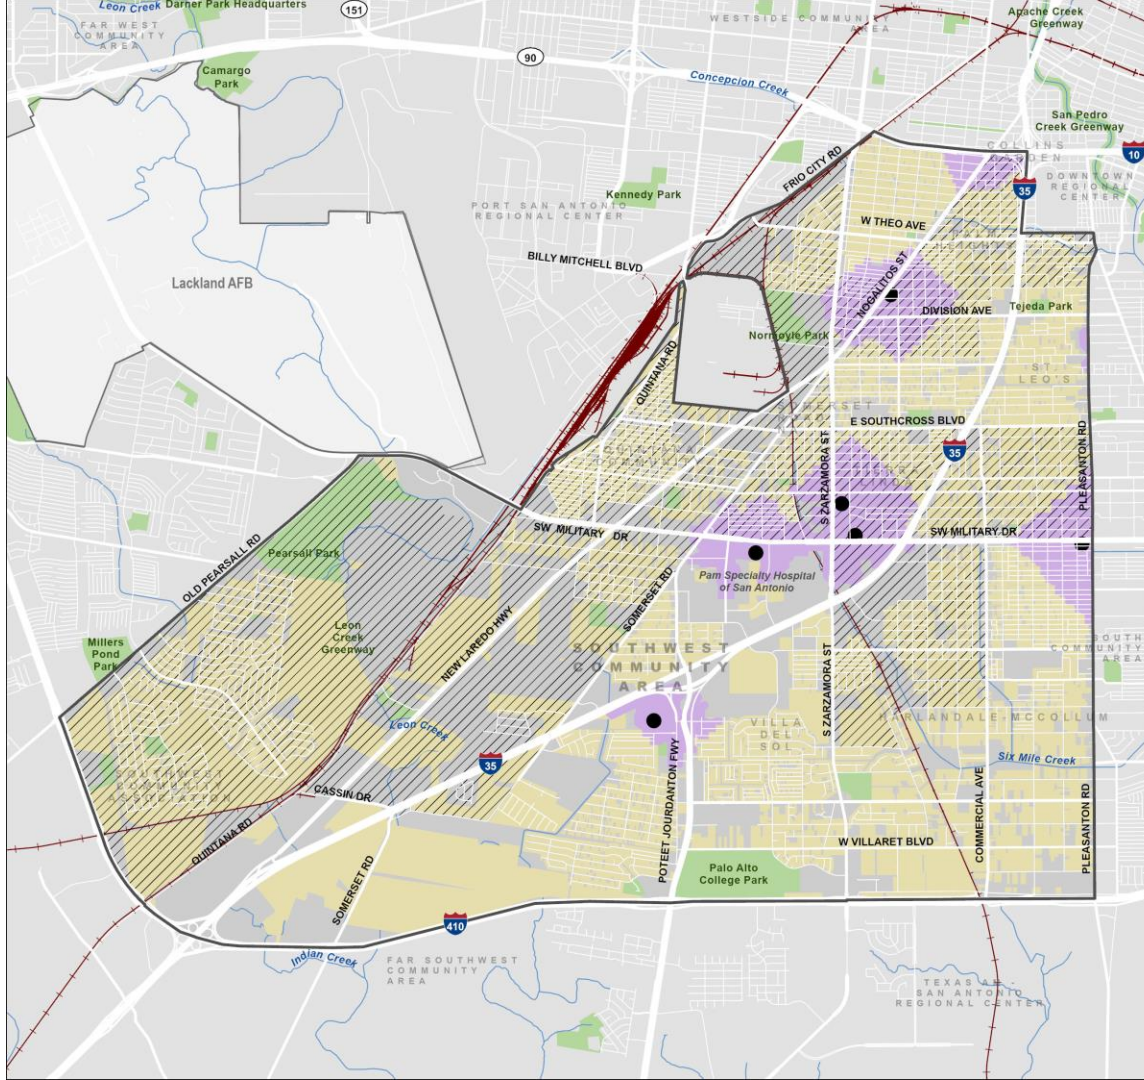 Leon Creek
Darner Park Headquarters
151
FAR WEST
COMMUNITY
AREA
WESTSIDE COMMUNITY
AREA
Apache Creek
Greenway
90
Camargo
Park
Concepcion Creek
San Pedro
Creek Greenway
COLLINS
GARDEN
10
FRIO CITY RD
35
DOWNTOWN
REGIONAL
CENTER
Kennedy Park
PORT SAN ANTONIO
REGIONAL CENTER
W THEO AVE
BILLY MITCHELL BLVD
Lackland AFB
NOGALITOS ST
DIVISION AVE
Tejeda Park
Normoyle Park
QUINTANA RD
ST.
LEO'S
E SOUTHCROSS BLVD
35
PLEASANTON RD
S ZARZAMORA ST
SW MILITARY DR
SW MILITARY DR
OLD PEARSALL RD
Pearsall Park
Pam Specialty Hospital
of San Antonio
SOMERSET RD
NEW LAREDO HWY
Leon
Creek
Greenway
Millers
Pond
Park
SOUTHWEST
COMMUNITY
AREA
SOUTH
COMMUNITY
AREA
S ZARZAMORA ST
Leon Creek
VILLA
DEL
SOL
HARLANDALE-MCCOLLUM
Six Mile Creek
35
SOUTHWEST
COMMUNITY
ASSOCIATION
CASSIN DR
POTEET JOURDANTON FWY
COMMERCIAL AVE
PLEASANTON RD
QUINTANA RD
W VILLARET BLVD
SOMERSET RD
Palo Alto
College Park
410
Indian Creek
FAR SOUTHWEST
COMMUNITY
AREA
TEXAS A&M-
SAN ANTONIO
REGIONAL CENTER